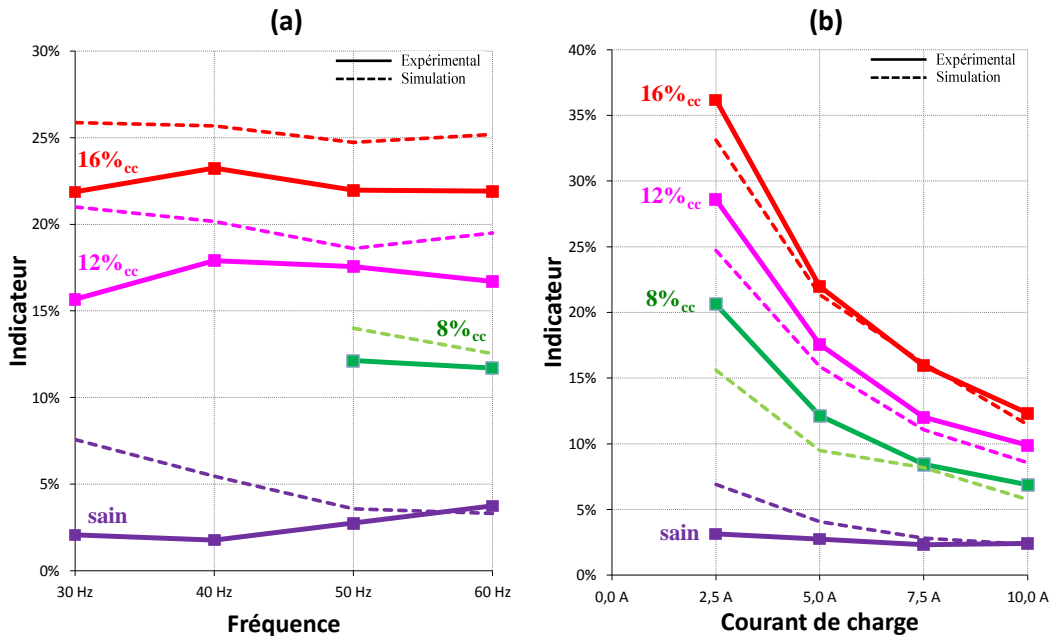 (a)
30%
25%
20%
15%
10%
5%
0%
Indicateur
Expérimental
Simulation
16%cc
12%cc
8%cc
sain
30 Hz
40 Hz
50 Hz
60 Hz
Fréquence
(b)
40%
35%
30%
25%
20%
15%
10%
5%
0%
Indicateur
Expérimental
Simulation
16%cc
12%cc
8%cc
sain
0,0 A
2,5 A
5,0 A
7,5 A
10,0 A
Courant de charge